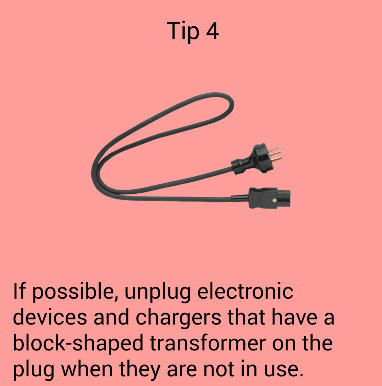 Tip 4
If possible, unplug electronic
devices and chargers that have a
block-shaped transformer on the
plug when they are not in use.